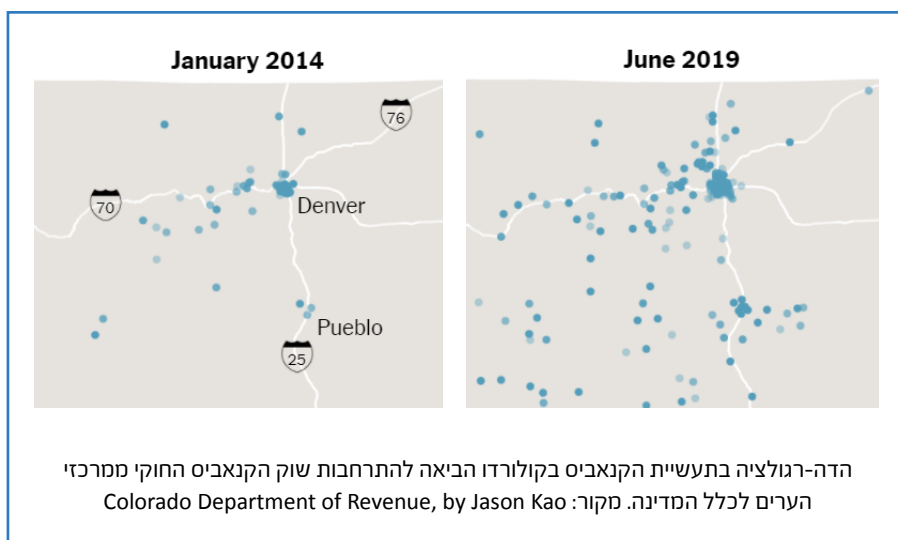 January 2014
June 2019
76
70
Denver
Pueblo
25
הדה-רגולציה בתעשיית הקנאביס בקולורדו הביאה להתרחבות שוק הקנאביס החוקי ממרכזי
הערים לכלל המדינה. מקור: Colorado Department of Revenue, by Jason Kao